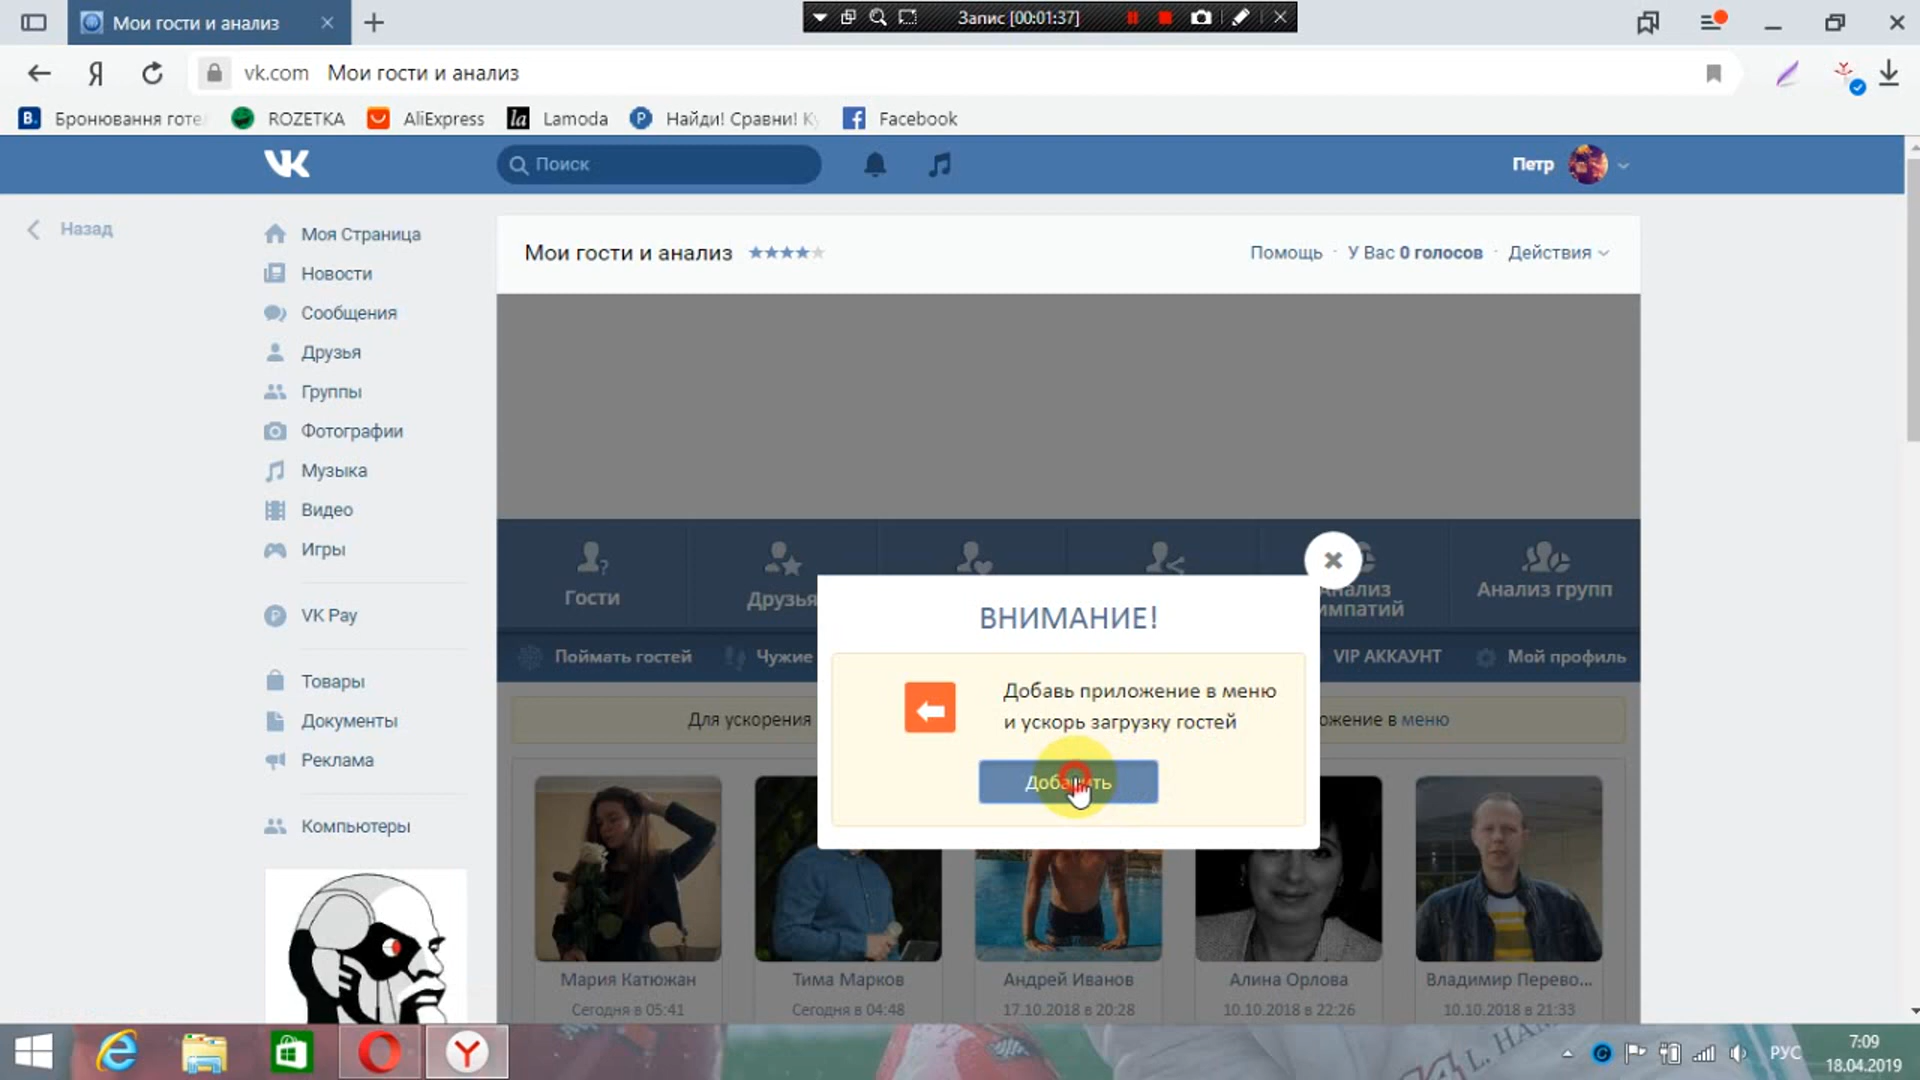 Мои гости и анализ
Запис [00:01:37]
vk.com Мои гости и анализ
Бронювання готе
ROZETKA
AliExpress
Lamoda
Найди! Сравни! К
Facebook
Поиск
Петр
Назад
Моя Страница
Новости
Сообщения
Друзья
Группы
Фотографии
Музыка
Видео
Игры
VK Pay
Товары
Документы
Реклама
Компьютеры
Мои гости и анализ
Помощь · У Вас 0 голосов · Действия
Гости
Друзья
Анализ групп
Поймать гостей
Чужие
VIP АККАУНТ
Мой профиль
Для ускорения
в меню
ВНИМАНИЕ!
Добавь приложение в меню
и ускорь загрузку гостей
Добавить
Мария Катюжан
Сегодня в 05:41
Тима Марков
Сегодня в 04:48
Андрей Иванов
17.10.2018 в 20:28
Алина Орлова
10.10.2018 в 22:26
Владимир Перево...
10.10.2018 в 21:33
РУС
7:09
18.04.2019